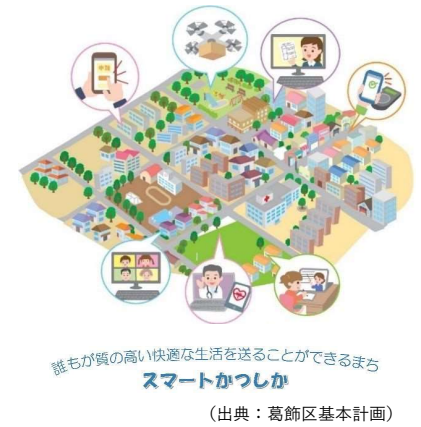 申請
誰もが質の高い快適な生活を送ることができるまち
スマートかつしか
（出典：葛飾区基本計画）